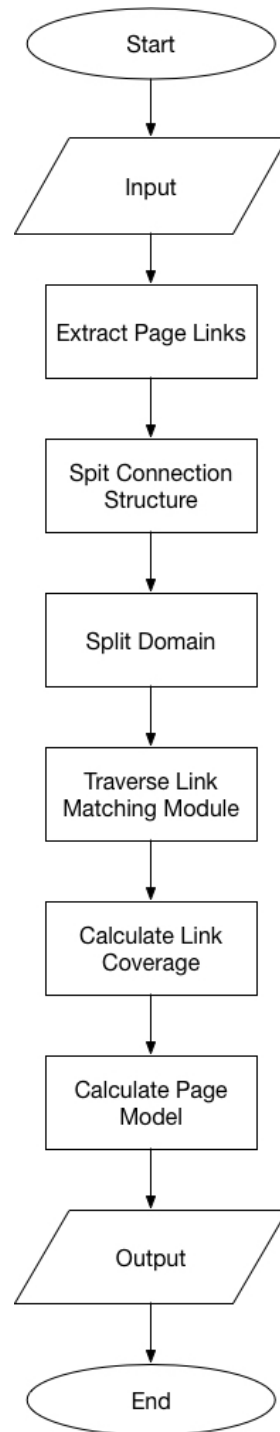 Start
Input
Extract Page Links
Spit Connection
Structure
Split Domain
Traverse Link
Matching Module
Calculate Link
Coverage
Calculate Page
Model
Output
End